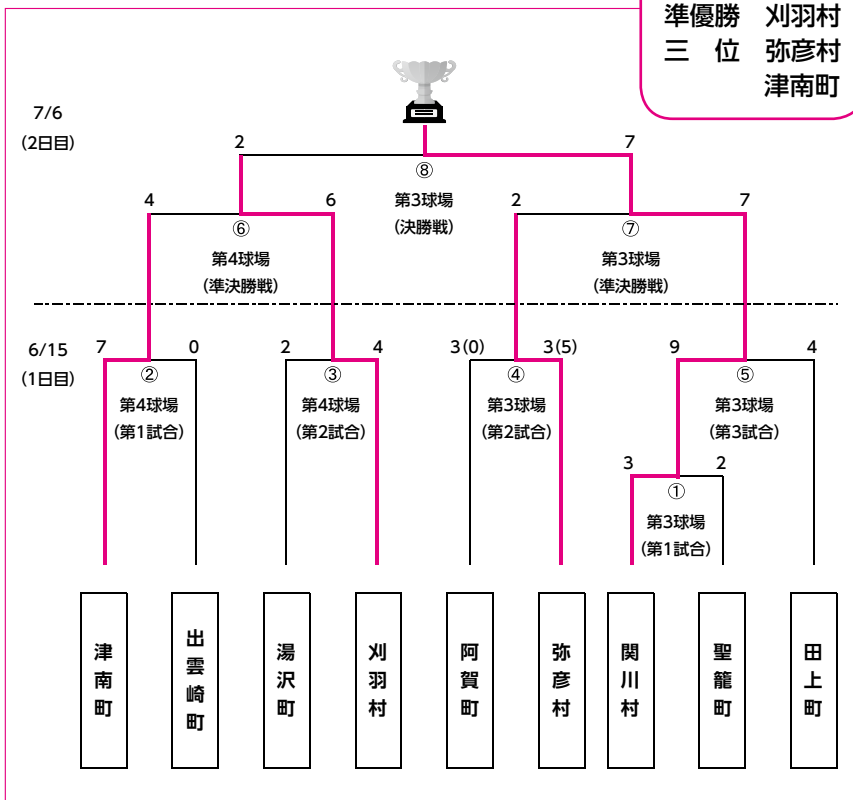 準優勝 刈羽村
三 位 弥彦村
津南町
7/6
(2日目)
2 7
⑧
第3球場
(決勝戦)
4 6 2 7
⑥ ⑦
第4球場 第3球場
(準決勝戦) (準決勝戦)
6/15
(1日目)
7 0 2 4 3(0) 3(5) 9 4
② ③ ④ ⑤
第4球場 第4球場 第3球場 第3球場
(第1試合) (第2試合) (第2試合) (第3試合)
3 2
①
第3球場
(第1試合)
津南町
出雲崎町
湯沢町
刈羽村
阿賀町
弥彦村
関川村
聖籠町
田上町